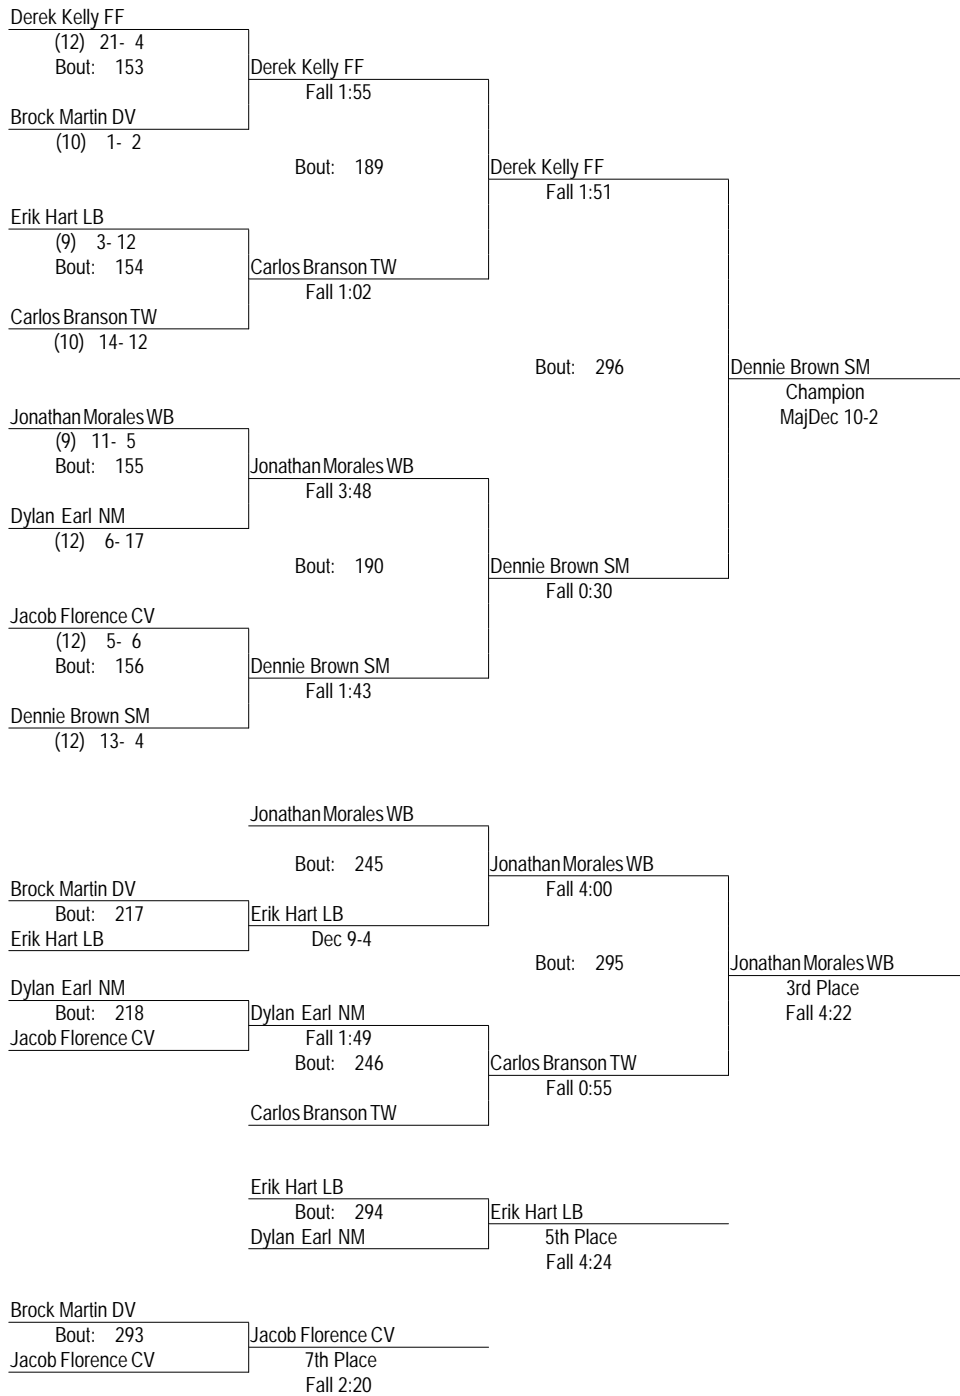 Derek Kelly FF
(12) 21- 4
Bout: 153
Derek Kelly FF
Fall 1:55
Brock Martin DV
(10) 1- 2
Bout: 189
Derek Kelly FF
Fall 1:51
Erik Hart LB
(9) 3- 12
Bout: 154
Carlos Branson TW
Fall 1:02
Carlos Branson TW
(10) 14- 12
Bout: 296
Dennie Brown SM
Champion
MajDec 10-2
Jonathan Morales WB
(9) 11- 5
Bout: 155
Jonathan Morales WB
Fall 3:48
Dylan Earl NM
(12) 6- 17
Bout: 190
Dennie Brown SM
Fall 0:30
Jacob Florence CV
(12) 5- 6
Bout: 156
Dennie Brown SM
Fall 1:43
Dennie Brown SM
(12) 13- 4
Jonathan Morales WB
Bout: 245
Jonathan Morales WB
Fall 4:00
Brock Martin DV
Bout: 217
Erik Hart LB
Erik Hart LB
Dec 9-4
Bout: 295
Jonathan Morales WB
3rd Place
Fall 4:22
Dylan Earl NM
Bout: 218
Jacob Florence CV
Dylan Earl NM
Fall 1:49
Bout: 246
Carlos Branson TW
Fall 0:55
Carlos Branson TW
Erik Hart LB
Bout: 294
Dylan Earl NM
Erik Hart LB
5th Place
Fall 4:24
Brock Martin DV
Bout: 293
Jacob Florence CV
Jacob Florence CV
7th Place
Fall 2:20